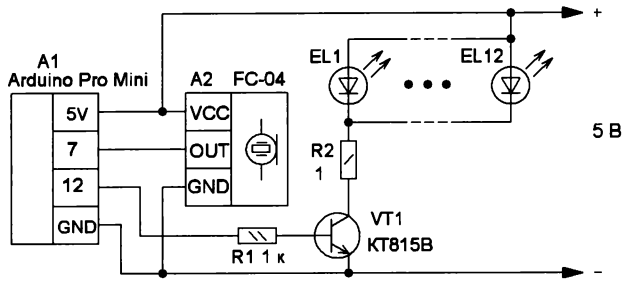 +
EL1 EL12
A1
Arduino Pro Mini A2 FC-04
5V VCC
5 В
7 OUT
R2
1
12 GND
VT1
GND
КТ815В
R1 1 к
−